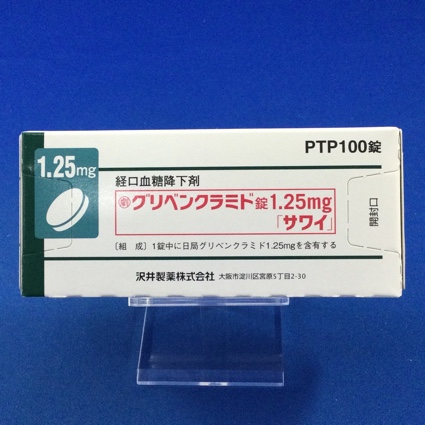 1.25mg
PTP100錠
経口血糖降下剤
劇 グリベンクラミド錠1.25mg
「サワイ」
開封口
〔組 成〕1錠中に日局グリベンクラミド1.25mgを含有する
沢井製薬株式会社 大阪市淀川区宮原5丁目2-30